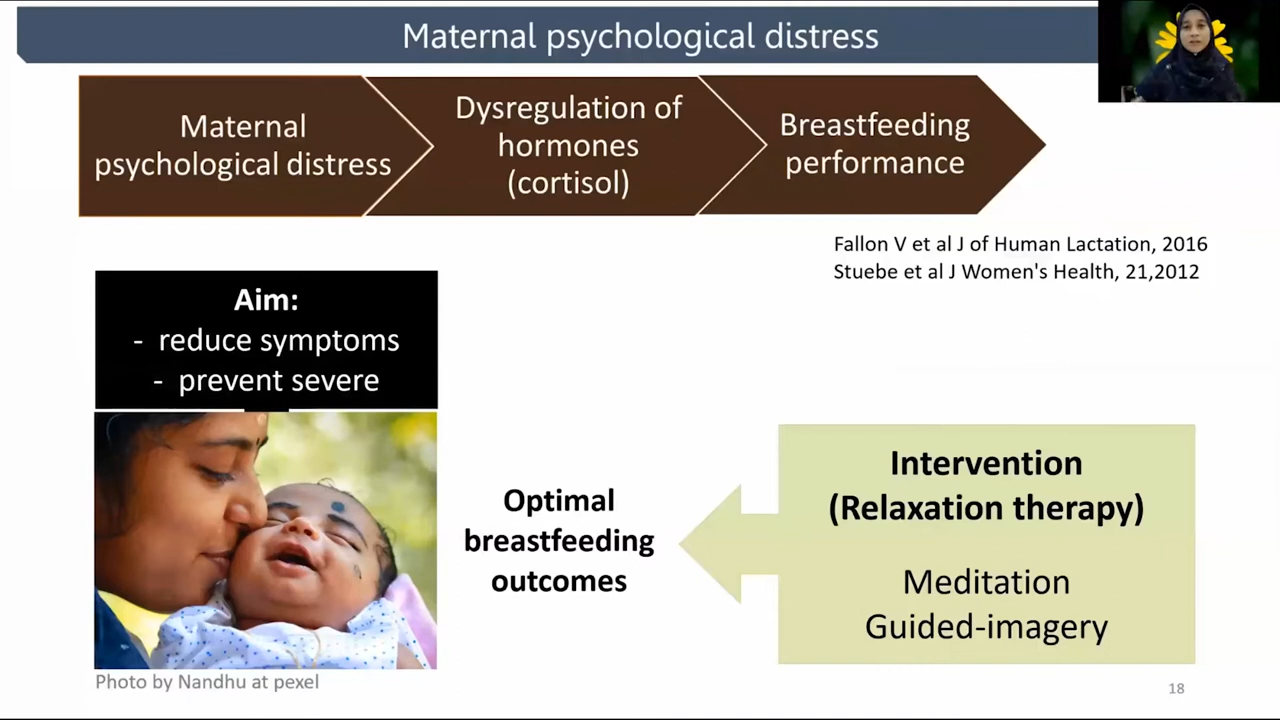 Maternal psychological distress
Maternal
psychological distress
Dysregulation of
hormones
(cortisol)
Breastfeeding
performance
Fallon V et al J of Human Lactation, 2016
Stuebe et al J Women's Health, 21,2012
Aim:
- reduce symptoms
- prevent severe
Optimal
breastfeeding
outcomes
Intervention
(Relaxation therapy)
Meditation
Guided-imagery
Photo by Nandhu at pexel
18